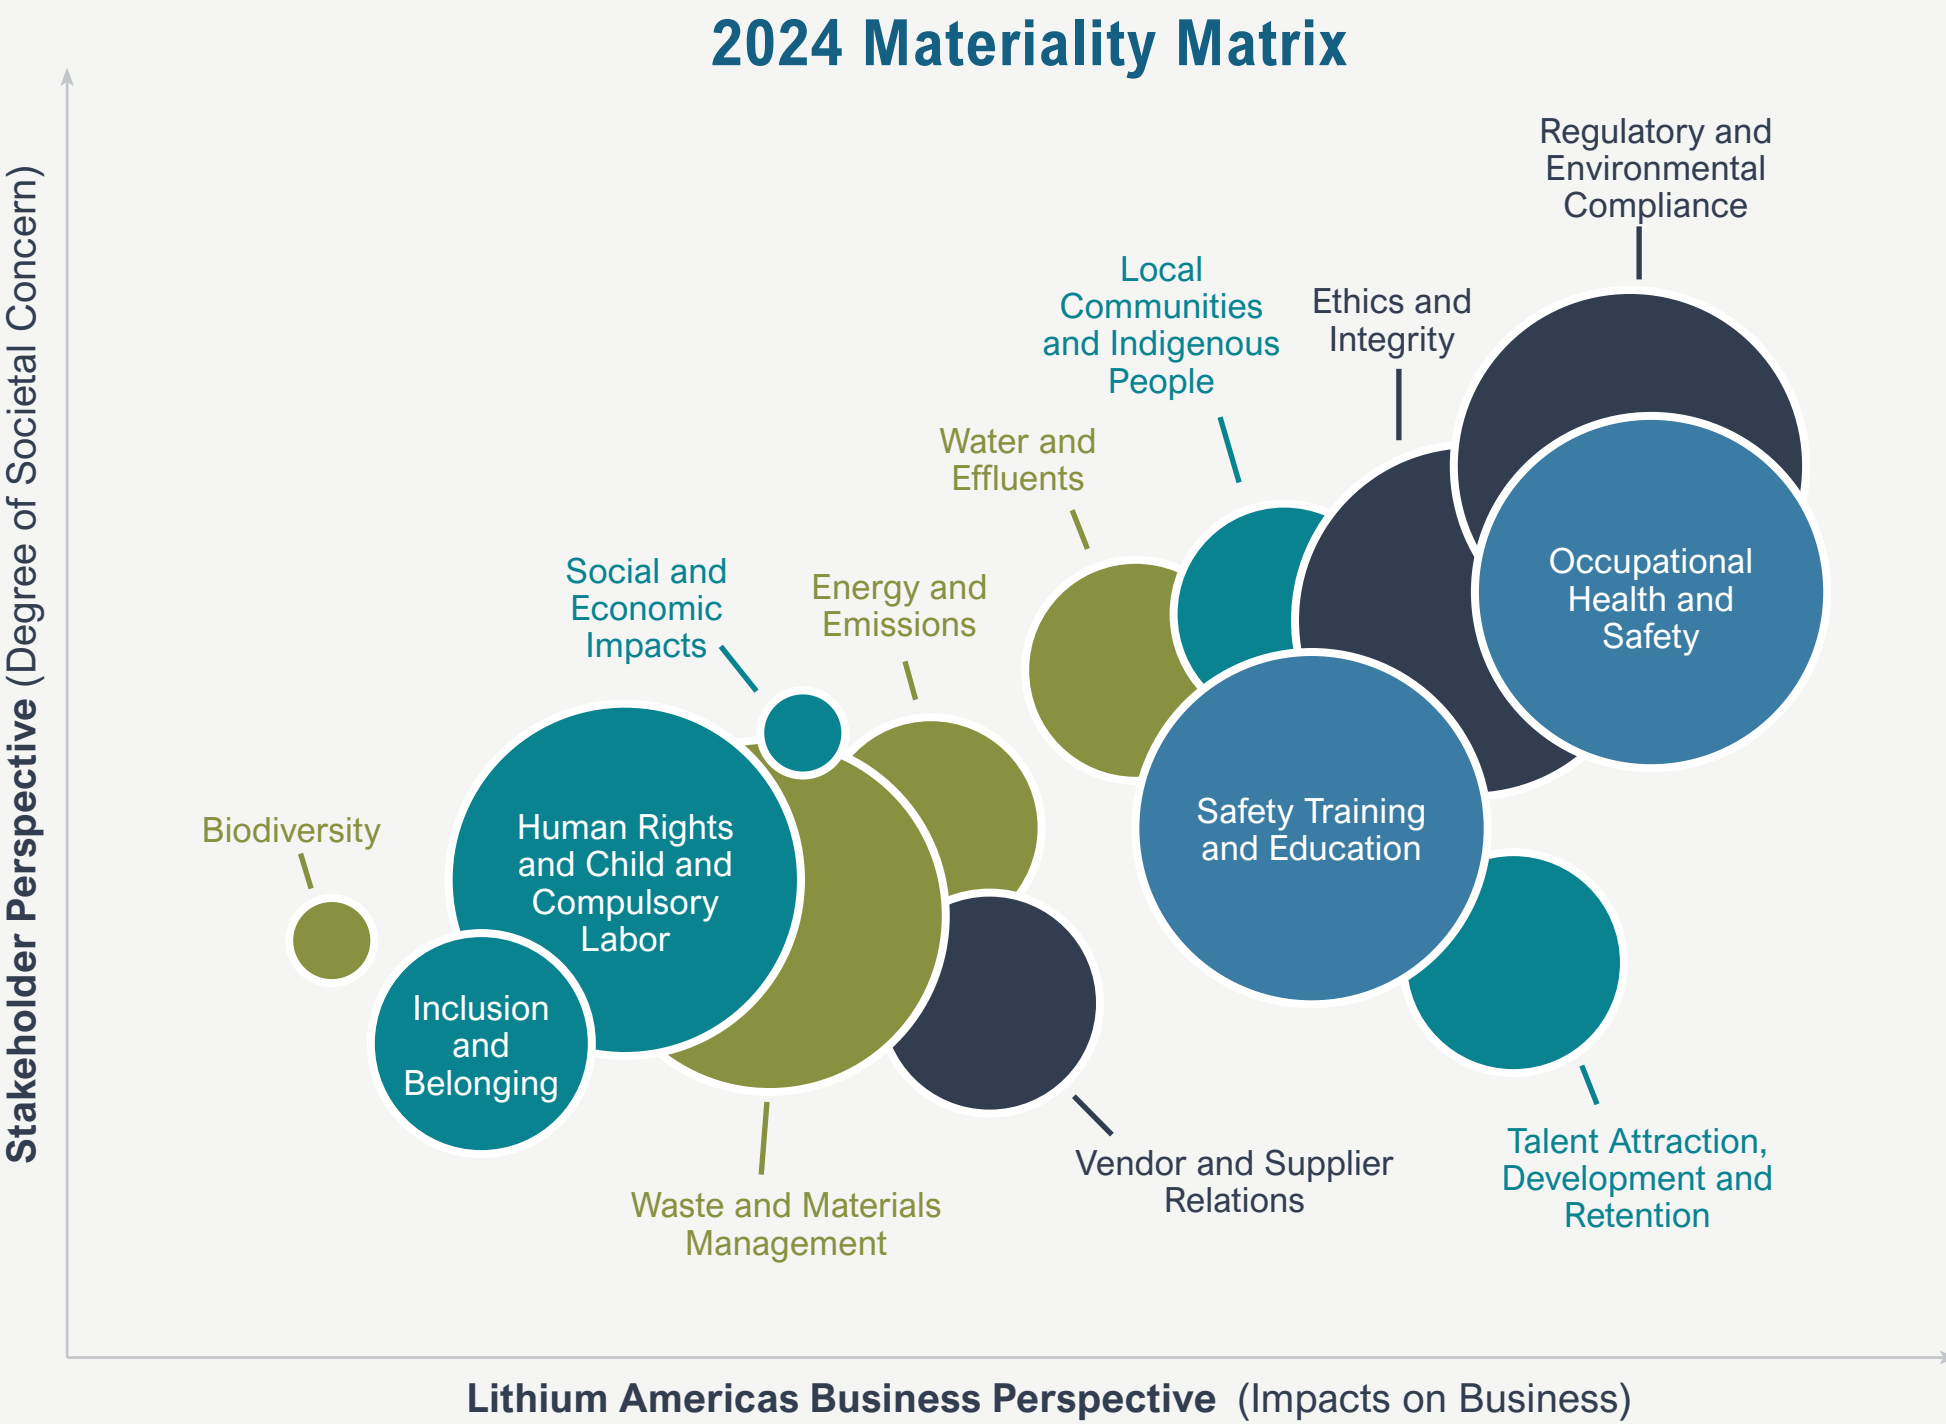 2024 Materiality Matrix
Stakeholder Perspective (Degree of Societal Concern)
Regulatory and
Environmental
Compliance
Local
Communities
and Indigenous
People
Ethics and
Integrity
Water and
Effluents
Social and
Economic
Impacts
Energy and
Emissions
Occupational
Health and
Safety
Biodiversity
Human Rights
and Child and
Compulsory
Labor
Safety Training
and Education
Inclusion
and
Belonging
Waste and Materials
Management
Vendor and Supplier
Relations
Talent Attraction,
Development and
Retention
Lithium Americas Business Perspective (Impacts on Business)